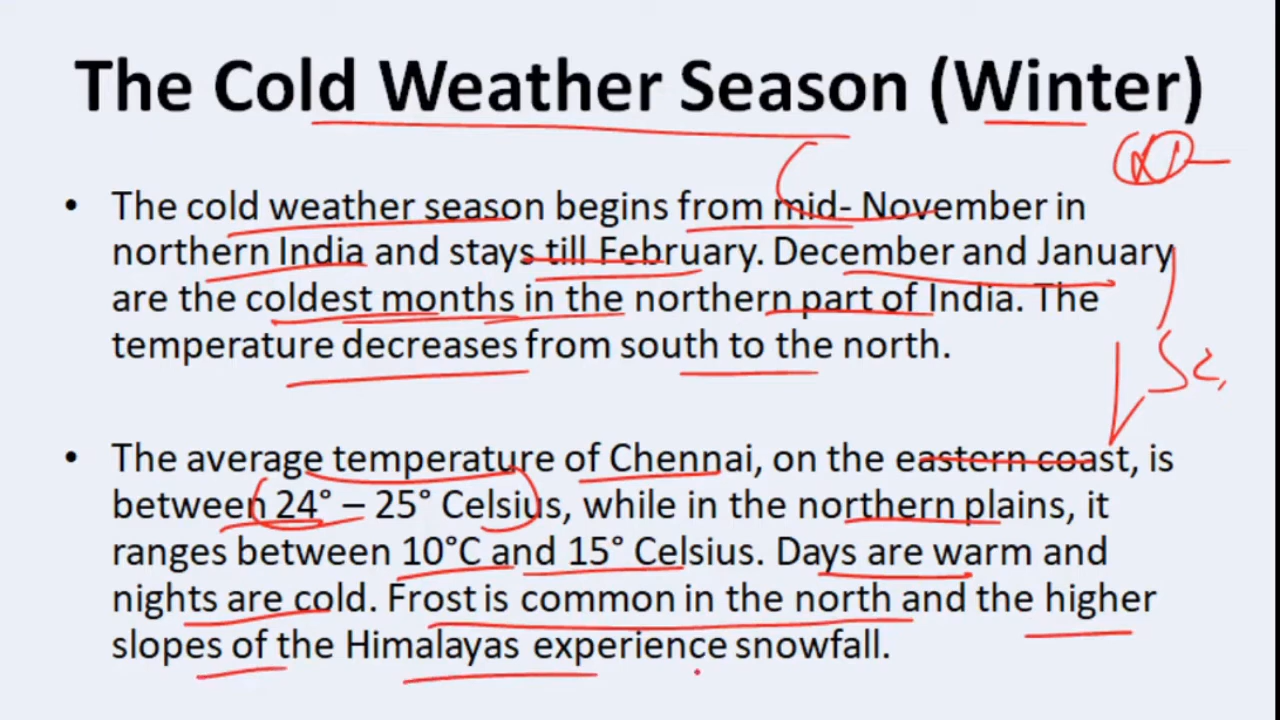 The Cold Weather Season (Winter)
• The cold weather season begins from mid- November in
northern India and stays till February. December and January
are the coldest months in the northern part of India. The
temperature decreases from south to the north.
• The average temperature of Chennai, on the eastern coast, is
between 24° – 25° Celsius, while in the northern plains, it
ranges between 10°C and 15° Celsius. Days are warm and
nights are cold. Frost is common in the north and the higher
slopes of the Himalayas experience snowfall.